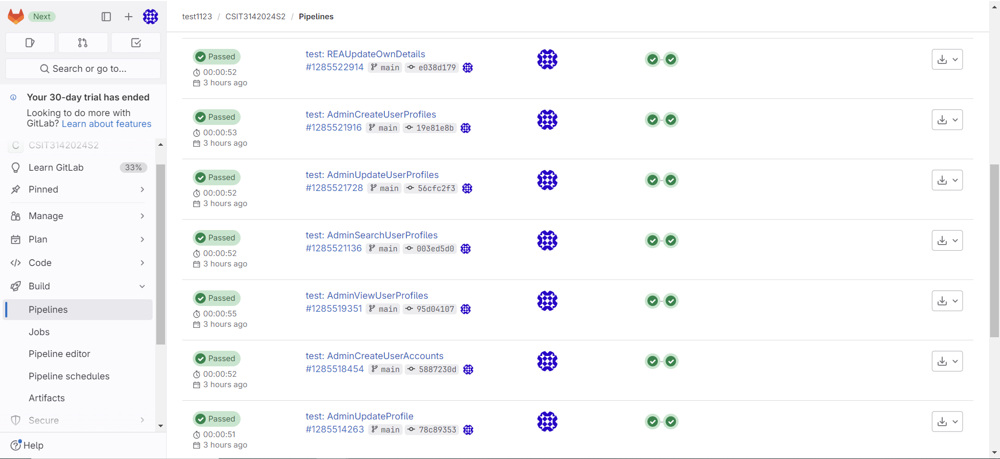 Next
Search or go to...
Your 30-day trial has ended
Looking to do more with
GitLab? Learn about features
C CSIT3142024S2
Learn GitLab 33%
Pinned
Manage
Plan
Code
Build
Pipelines
Jobs
Pipeline editor
Pipeline schedules
Artifacts
Secure
Help
test1123 / CSIT3142024S2 / Pipelines
Passed
00:00:52
3 hours ago
test: REAUpdateOwnDetails
#1285522914 main e038d179
Passed
00:00:53
3 hours ago
test: AdminCreateUserProfiles
#1285521916 main 19e81e8b
Passed
00:00:52
3 hours ago
test: AdminUpdateUserProfiles
#1285521728 main 56cfc2f3
Passed
00:00:52
3 hours ago
test: AdminSearchUserProfiles
#1285521136 main 003ed5d0
Passed
00:00:55
3 hours ago
test: AdminViewUserProfiles
#1285519351 main 95d04107
Passed
00:00:52
3 hours ago
test: AdminCreateUserAccounts
#1285518454 main 5887230d
Passed
00:00:51
3 hours ago
test: AdminUpdateProfile
#1285514263 main 78c89353